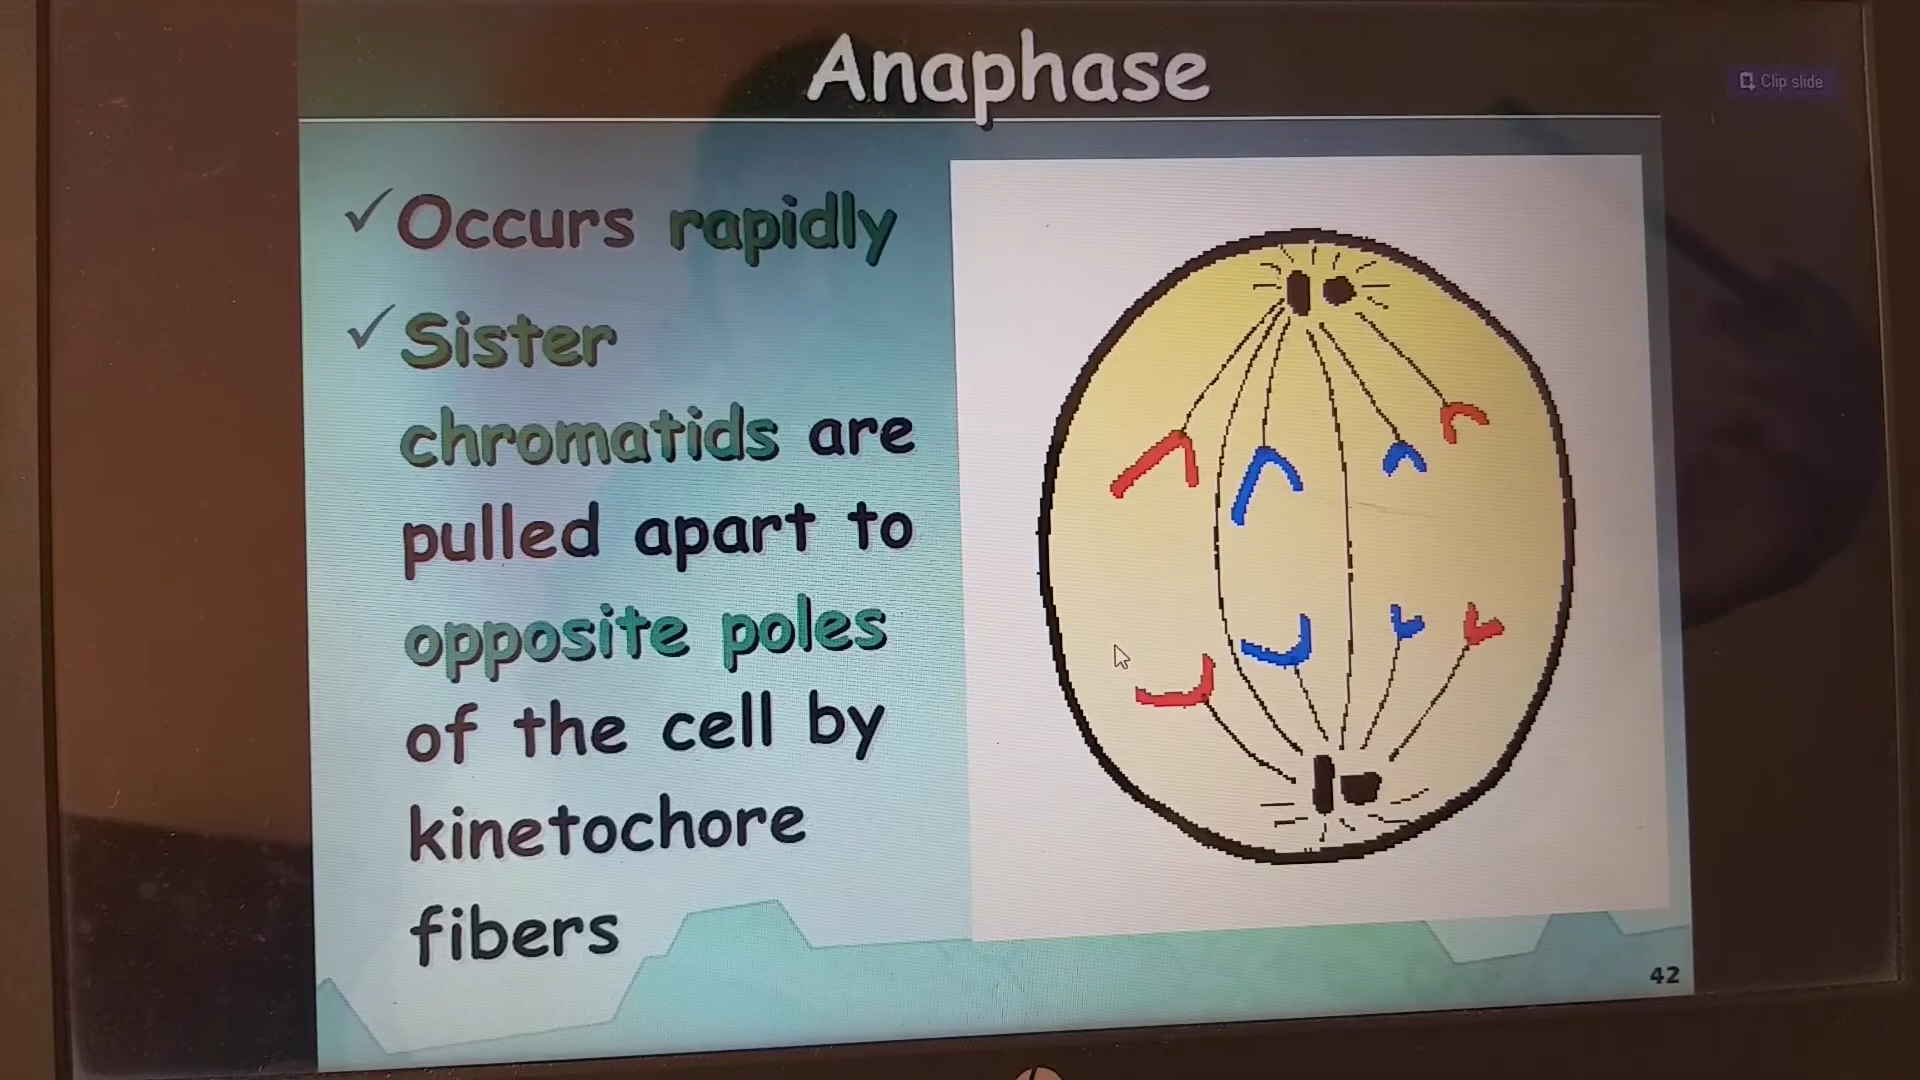 Anaphase
Clip slide
✓Occurs rapidly
✓Sister
chromatids are
pulled apart to
opposite poles
of the cell by
kinetochore
fibers
42